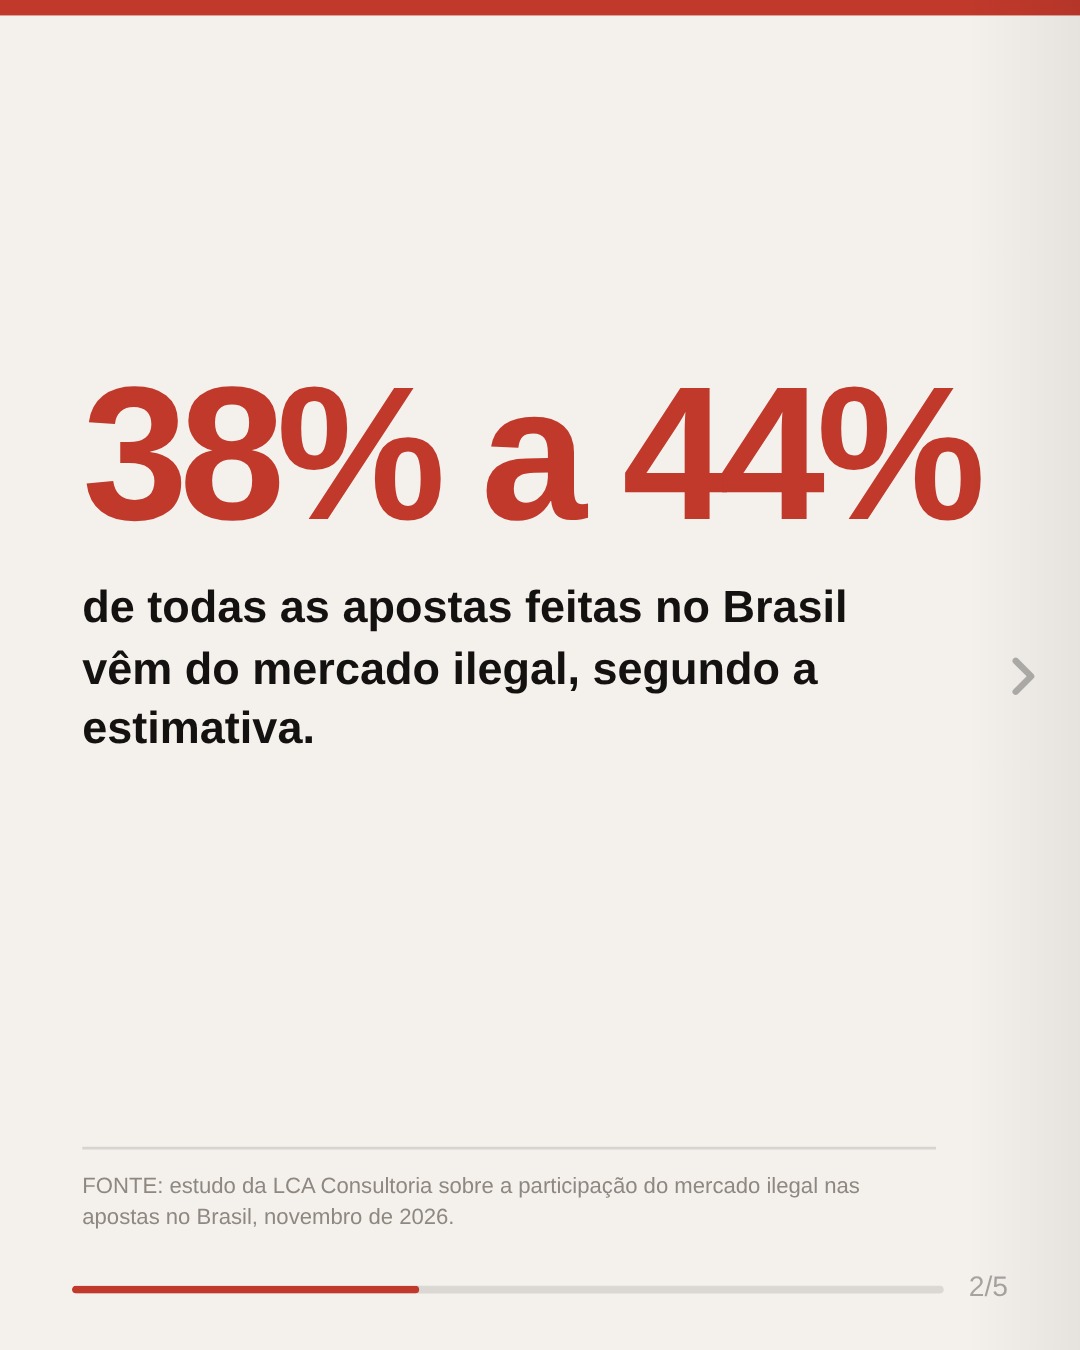 38% a 44%
de todas as apostas feitas no Brasil
vêm do mercado ilegal, segundo a
estimativa.
FONTE: estudo da LCA Consultoria sobre a participação do mercado ilegal nas
apostas no Brasil, novembro de 2026.
2/5